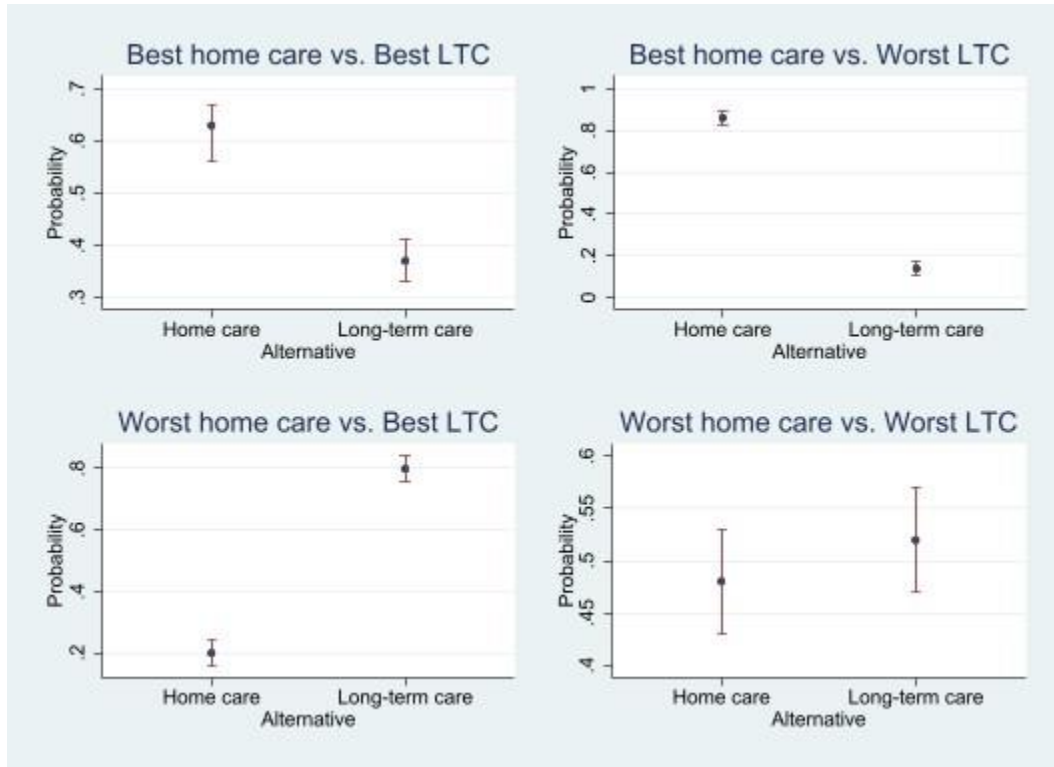 Best home care vs. Best LTC
Probability
.7
.6
.5
.4
.3
Home care
Long-term care
Alternative
Best home care vs. Worst LTC
Probability
1
.8
.6
.4
.2
0
Home care
Long-term care
Alternative
Worst home care vs. Best LTC
Probability
.8
.6
.4
.2
Home care
Long-term care
Alternative
Worst home care vs. Worst LTC
Probability
.6
.55
.5
.45
.4
Home care
Long-term care
Alternative